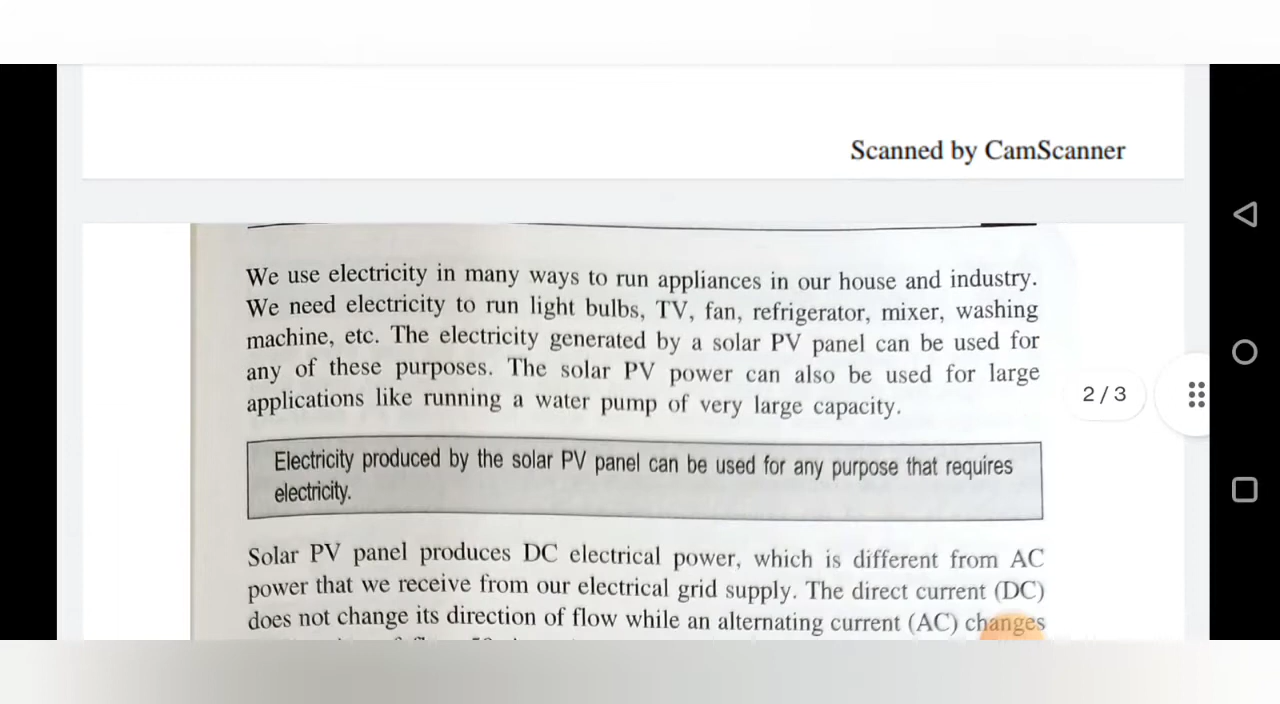 Scanned by CamScanner
We use electricity in many ways to run appliances in our house and industry.
We need electricity to run light bulbs, TV, fan, refrigerator, mixer, washing
machine, etc. The electricity generated by a solar PV panel can be used for
any of these purposes. The solar PV power can also be used for large
applications like running a water pump of very large capacity.
2 / 3
Electricity produced by the solar PV panel can be used for any purpose that requires
electricity.
Solar PV panel produces DC electrical power, which is different from AC
power that we receive from our electrical grid supply. The direct current (DC)
does not change its direction of flow while an alternating current (AC) changes